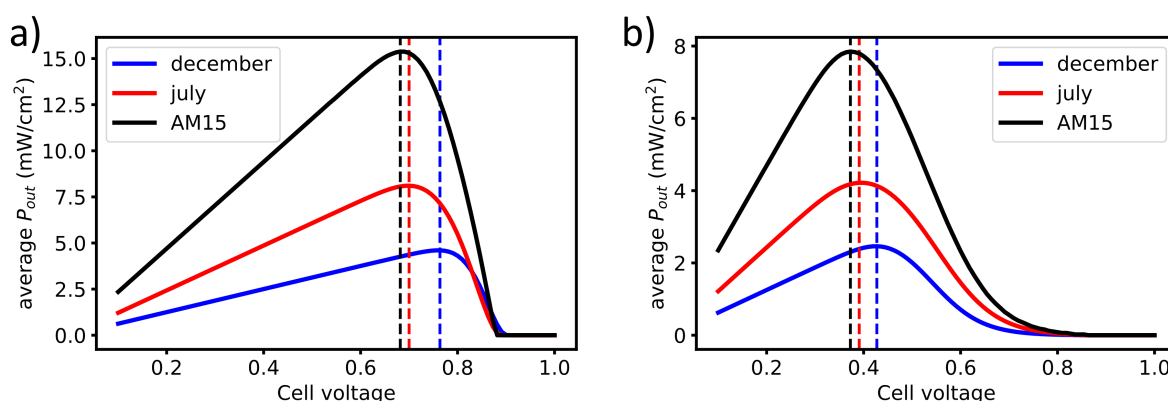 a)
average P_out (mW/cm²)
15.0
12.5
10.0
7.5
5.0
2.5
0.0
december
july
AM15
0.2
0.4
0.6
0.8
1.0
Cell voltage
b)
average P_out (mW/cm²)
8
6
4
2
0
december
july
AM15
0.2
0.4
0.6
0.8
1.0
Cell voltage